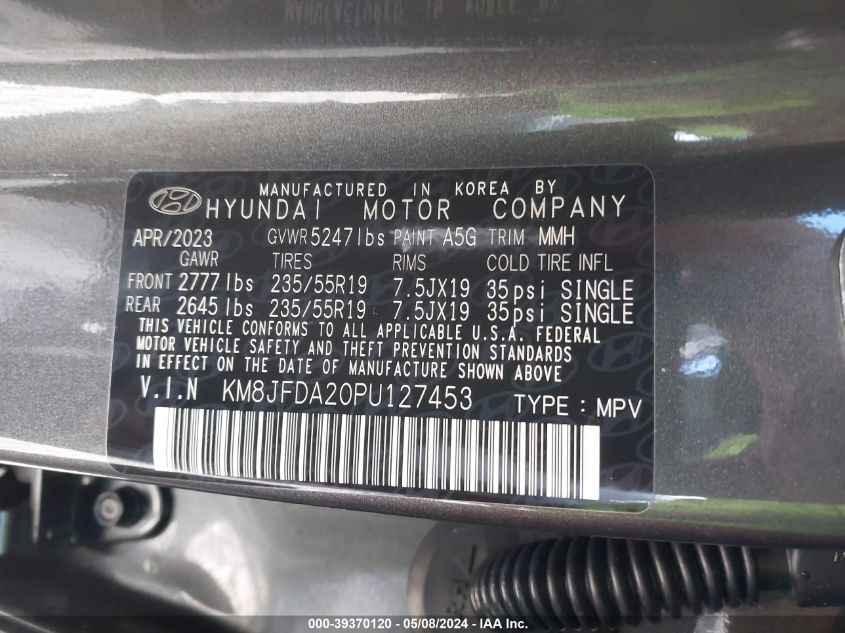 MANUFACTURED IN KOREA BY
HYUNDAI MOTOR COMPANY
APR/2023 GVWR 5247lbs PAINT A5G TRIM MMH
GAWR TIRES RIMS COLD TIRE INFL
FRONT 2777lbs 235/55R19 7.5JX19 35psi SINGLE
REAR 2645lbs 235/55R19 7.5JX19 35psi SINGLE
THIS VEHICLE CONFORMS TO ALL APPLICABLE U.S.A. FEDERAL
MOTOR VEHICLE SAFETY AND THEFT PREVENTION STANDARDS
IN EFFECT ON THE DATE OF MANUFACTURE SHOWN ABOVE
V.I.N KM8JFDA20PU127453 TYPE : MPV
000-39370120 - 05/08/2024 - IAA Inc.